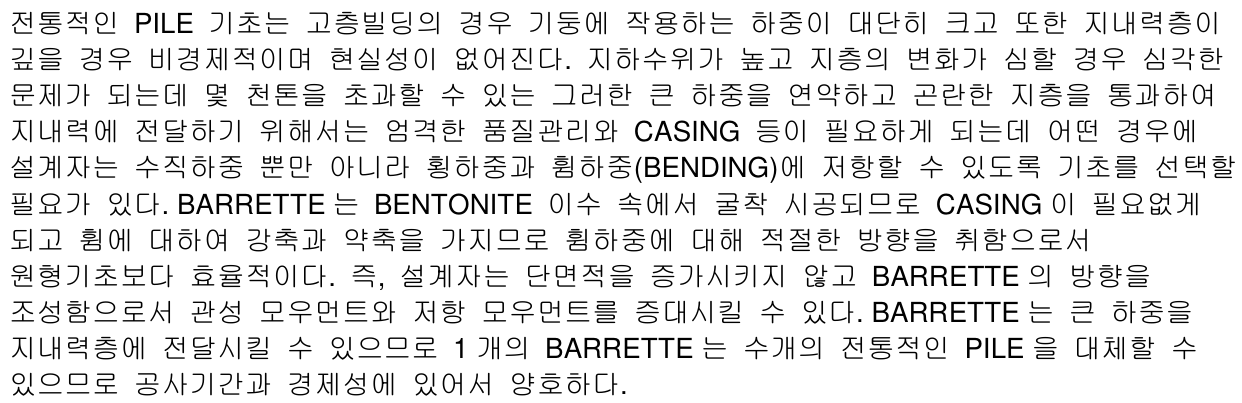 전통적인 PILE 기초는 고층빌딩의 경우 기둥에 작용하는 하중이 대단히 크고 또한 지내력층이
깊을 경우 비경제적이며 현실성이 없어진다. 지하수위가 높고 지층의 변화가 심할 경우 심각한
문제가 되는데 몇 천톤을 초과할 수 있는 그러한 큰 하중을 연약하고 곤란한 지층을 통과하여
지내력에 전달하기 위해서는 엄격한 품질관리와 CASING 등이 필요하게 되는데 어떤 경우에
설계자는 수직하중 뿐만 아니라 횡하중과 휨하중(BENDING)에 저항할 수 있도록 기초를 선택할
필요가 있다. BARRETTE 는 BENTONITE 이수 속에서 굴착 시공되므로 CASING 이 필요없게
되고 휨에 대하여 강축과 약축을 가지므로 휨하중에 대해 적절한 방향을 취함으로서
원형기초보다 효율적이다. 즉, 설계자는 단면적을 증가시키지 않고 BARRETTE 의 방향을
조성함으로서 관성 모우먼트와 저항 모우먼트를 증대시킬 수 있다. BARRETTE 는 큰 하중을
지내력층에 전달시킬 수 있으므로 1 개의 BARRETTE 는 수개의 전통적인 PILE 을 대체할 수
있으므로 공사기간과 경제성에 있어서 양호하다.